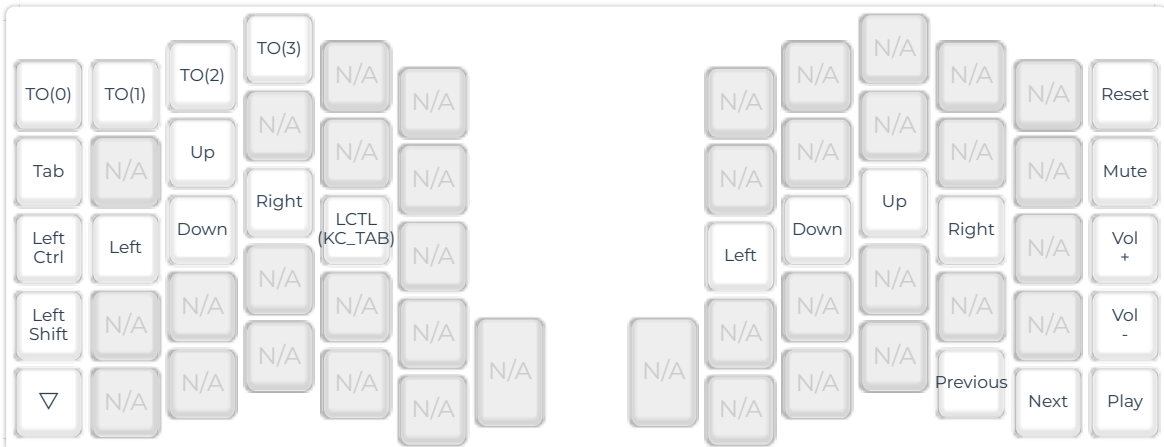 TO(0)
TO(1)
TO(2)
TO(3)
N/A
N/A
N/A
N/A
N/A
N/A
N/A
Reset
Tab
N/A
Up
N/A
N/A
N/A
N/A
N/A
N/A
N/A
N/A
Mute
Left
Ctrl
Left
Down
Right
LCTL
(KC_TAB)
N/A
Left
Down
Up
Right
N/A
Vol
+
Left
Shift
N/A
N/A
N/A
N/A
N/A
N/A
N/A
N/A
N/A
N/A
Vol
-
▽
N/A
N/A
N/A
N/A
N/A
N/A
N/A
N/A
N/A
N/A
Previous
Next
Play